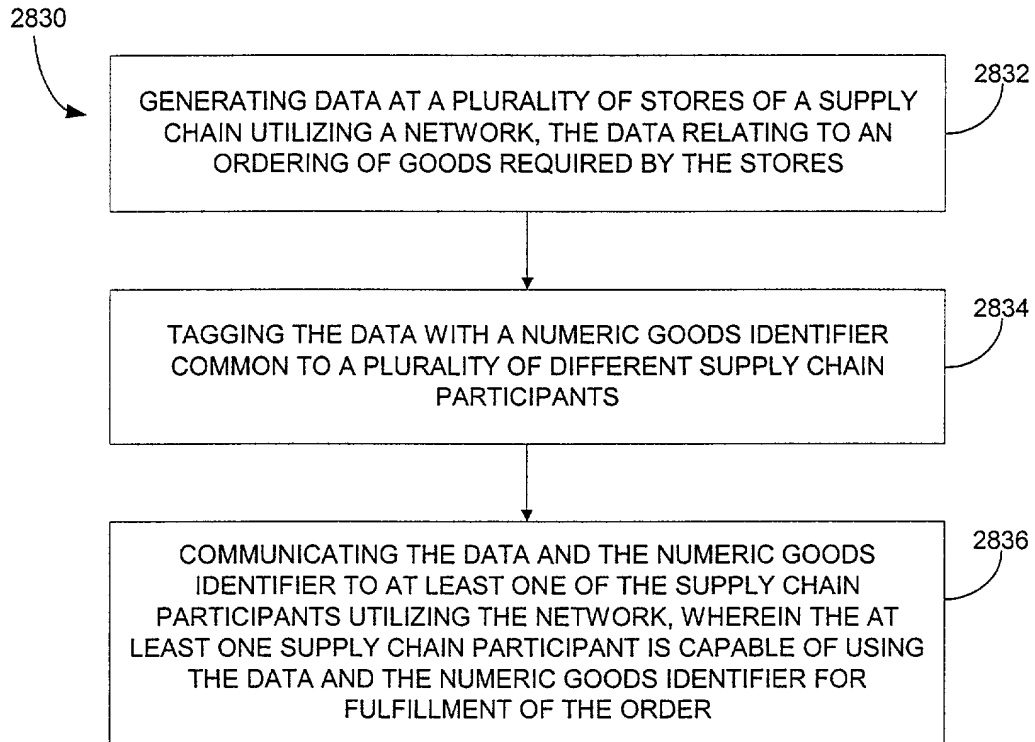 2830
2832
GENERATING DATA AT A PLURALITY OF STORES OF A SUPPLY
CHAIN UTILIZING A NETWORK, THE DATA RELATING TO AN
ORDERING OF GOODS REQUIRED BY THE STORES
2834
TAGGING THE DATA WITH A NUMERIC GOODS IDENTIFIER
COMMON TO A PLURALITY OF DIFFERENT SUPPLY CHAIN
PARTICIPANTS
2836
COMMUNICATING THE DATA AND THE NUMERIC GOODS
IDENTIFIER TO AT LEAST ONE OF THE SUPPLY CHAIN
PARTICIPANTS UTILIZING THE NETWORK, WHEREIN THE AT
LEAST ONE SUPPLY CHAIN PARTICIPANT IS CAPABLE OF USING
THE DATA AND THE NUMERIC GOODS IDENTIFIER FOR
FULFILLMENT OF THE ORDER